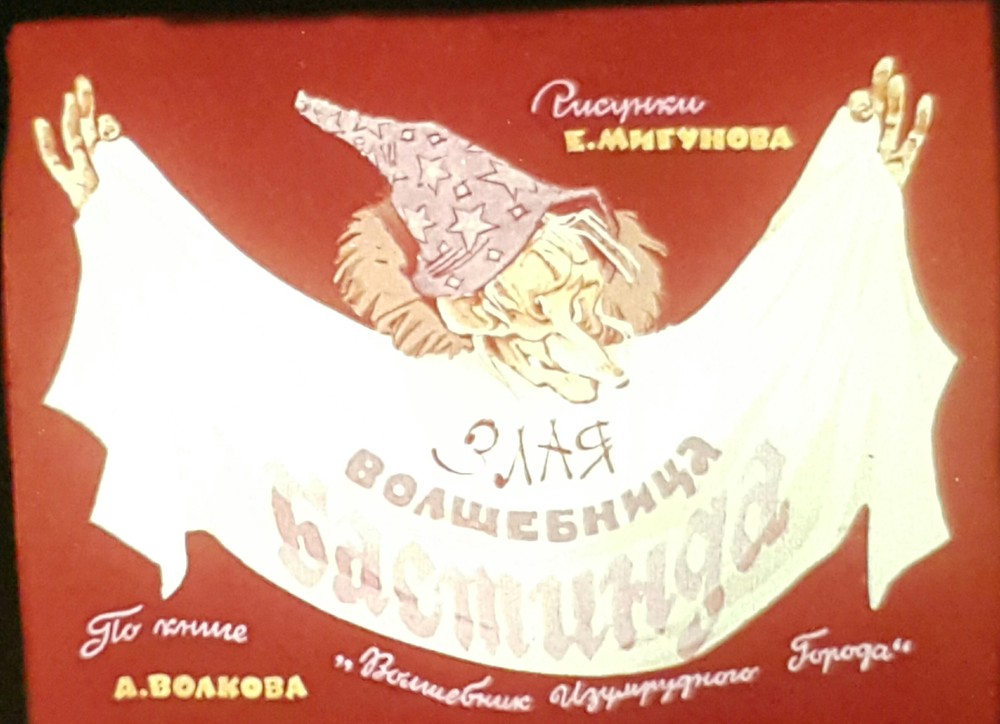 Рисунки
Е. МИГУНОВА
ЗЛАЯ
ВОЛШЕБНИЦА
Бастинда
По книге
А. ВОЛКОВА
„Волшебник Изумрудного Города“